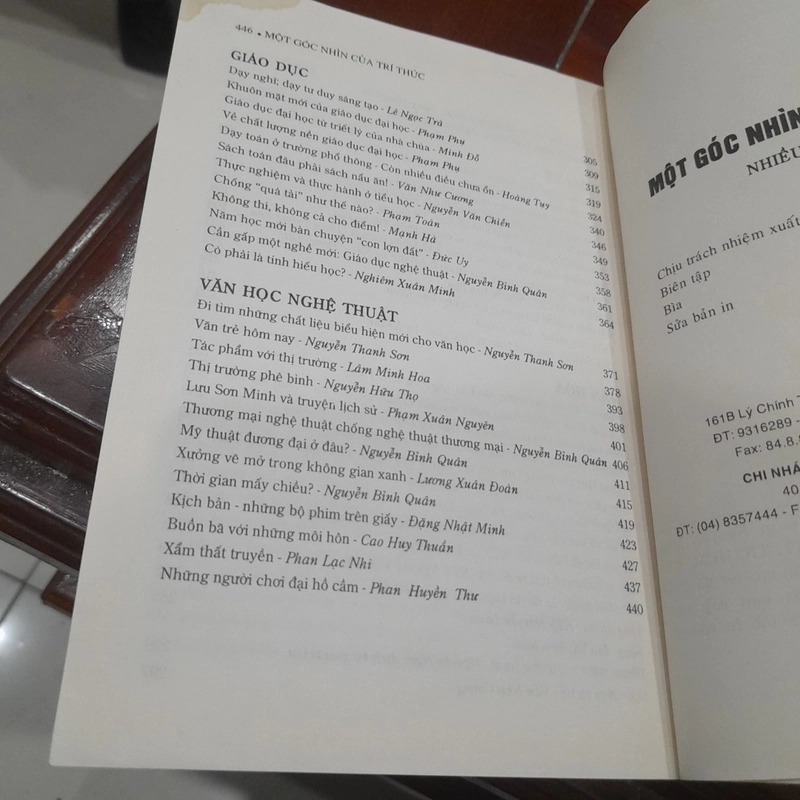 446 • MỘT GÓC NHÌN CỦA TRÍ THỨC
GIÁO DỤC
Dạy nghĩ; dạy tư duy sáng tạo - Lê Ngọc Trà 305
Khuôn mặt mới của giáo dục đại học - Phạm Phụ 309
Giáo dục đại học từ triết lý của nhà chùa - Minh Đỗ 315
Về chất lượng nền giáo dục đại học - Phạm Phụ 319
Dạy toán ở trường phổ thông - Còn nhiều điều chưa ổn - Hoàng Tụy 324
Sách toán đâu phải sách nấu ăn! - Văn Như Cương 340
Thực nghiệm và thực hành ở tiểu học - Nguyễn Văn Chiển 346
Chống "quá tải" như thế nào? - Phạm Toàn 349
Không thi, không cả cho điểm! - Mạnh Hà 353
Năm học mới bàn chuyện "con lợn đất" - Đức Uy 358
Cần gấp một nghề mới: Giáo dục nghệ thuật - Nguyễn Bỉnh Quân 361
Có phải là tính hiếu học? - Nghiêm Xuân Minh 364
VĂN HỌC NGHỆ THUẬT
Đi tìm những chất liệu biểu hiện mới cho văn học - Nguyễn Thanh Sơn 371
Văn trẻ hôm nay - Nguyễn Thanh Sơn 378
Tác phẩm với thị trường - Lâm Minh Hoa 393
Thị trường phê bình - Nguyễn Hữu Thọ 398
Lưu Sơn Minh và truyện lịch sử - Phạm Xuân Nguyên 401
Thương mại nghệ thuật chống nghệ thuật thương mại - Nguyễn Bỉnh Quân 406
Mỹ thuật đương đại ở đâu? - Nguyễn Bỉnh Quân 411
Xưởng vẽ mở trong không gian xanh - Lương Xuân Đoàn 415
Thời gian mấy chiều? - Nguyễn Bỉnh Quân 419
Kịch bản - những bộ phim trên giấy - Đặng Nhật Minh 423
Buồn bã với những môi hôn - Cao Huy Thuần 427
Xẩm thất truyền - Phan Lạc Nhi 437
Những người chơi đại hồ cầm - Phan Huyền Thư 440
MỘT GÓC NHÌN
NHIỀU
Chịu trách nhiệm xuất
Biên tập
Bìa
Sửa bản in
161B Lý Chính
ĐT: 9316289 -
Fax: 84.8.
CHI NHÁ
40
ĐT: (04) 8357444 - F